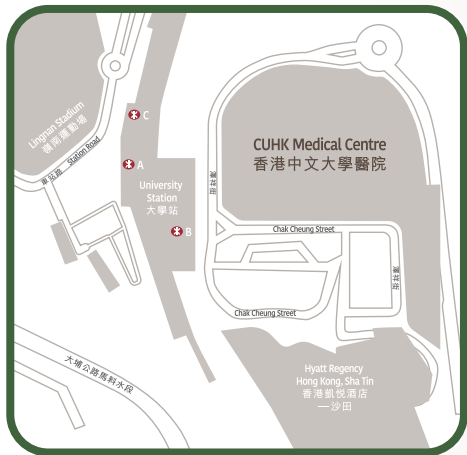 C
Lingnan Stadium
嶺南運動場
CUHK Medical Centre
香港中文大學醫院
車站路 Station Road
A
澤祥街
University
Station
大學站
B
Chak Cheung Street
澤祥街
Chak Cheung Street
大埔公路馬料水段
Hyatt Regency
Hong Kong, Sha Tin
香港凱悅酒店
—沙田